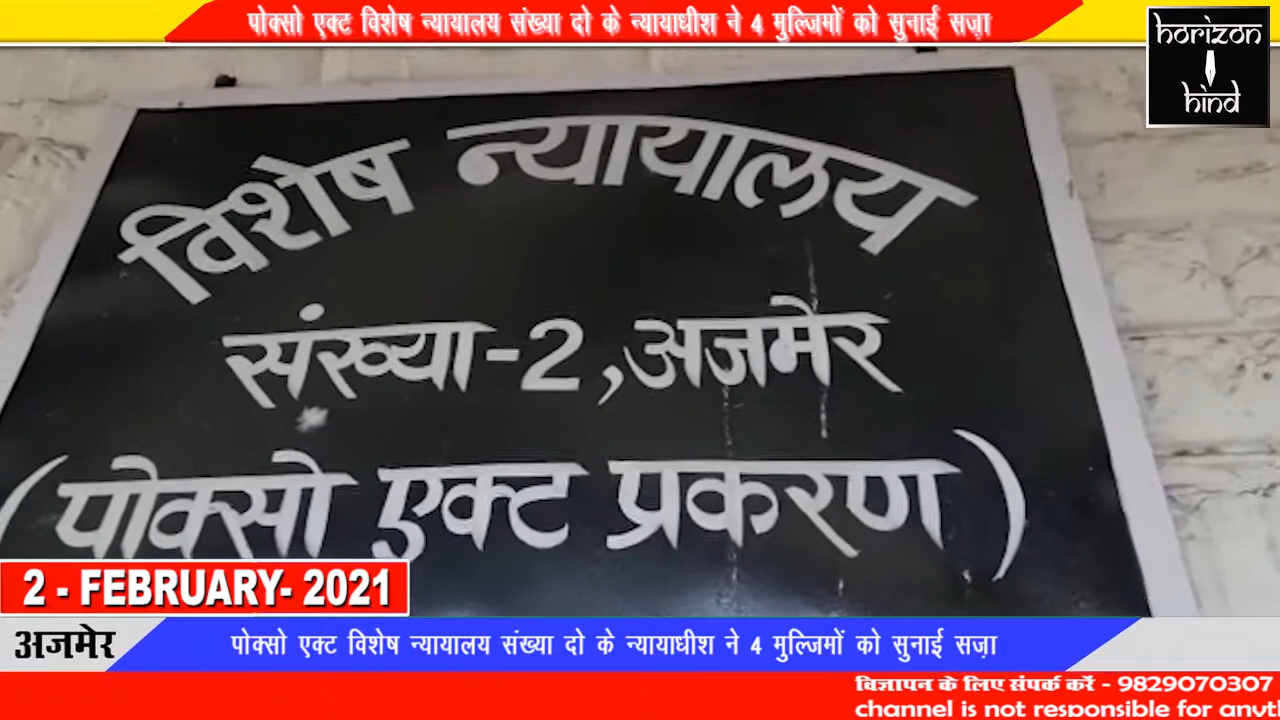 पोक्सो एक्ट विशेष न्यायालय संख्या दो के न्यायाधीश ने 4 मुल्जिमों को सुनाई सज़ा
horizon
hind
विशेष न्यायालय
संख्या-2,अजमेर
(पोक्सो एक्ट प्रकरण)
2 - FEBRUARY- 2021
अजमेर
पोक्सो एक्ट विशेष न्यायालय संख्या दो के न्यायाधीश ने 4 मुल्जिमों को सुनाई सज़ा
विज्ञापन के लिए संपर्क करें - 9829070307
channel is not responsible for